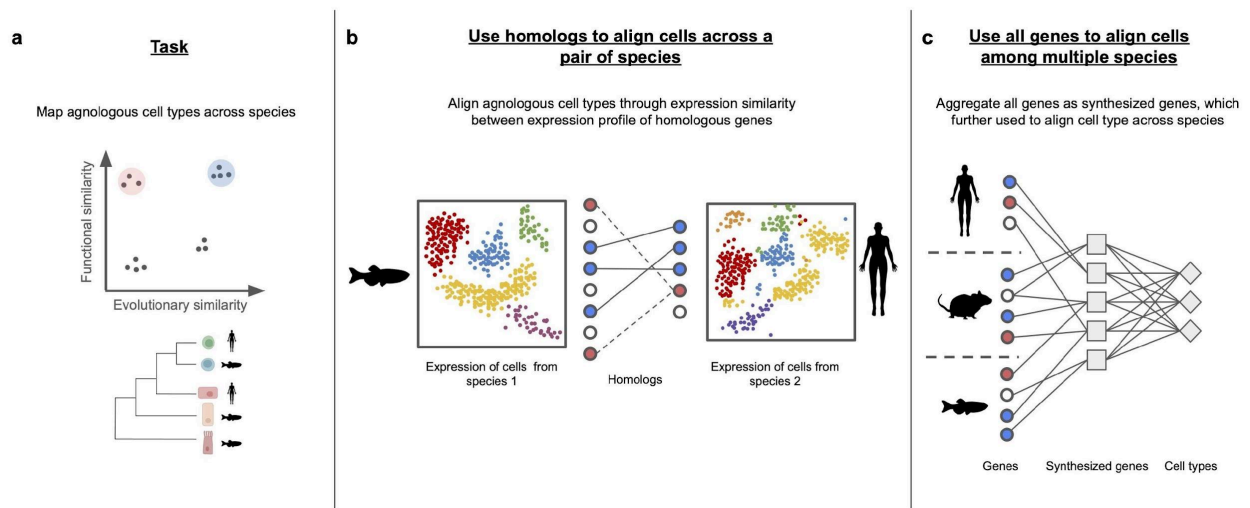 a
Task
Map agnologous cell types across species
Functional similarity
Evolutionary similarity
b
Use homologs to align cells across a
pair of species
Align agnologous cell types through expression similarity
between expression profile of homologous genes
Expression of cells from
species 1
Homologs
Expression of cells from
species 2
c
Use all genes to align cells
among multiple species
Aggregate all genes as synthesized genes, which
further used to align cell type across species
Genes
Synthesized genes
Cell types